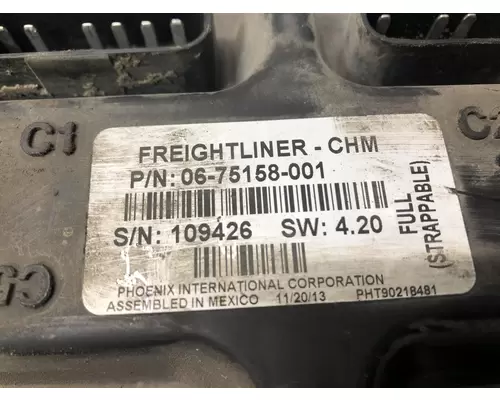 C1
FREIGHTLINER - CHM
P/N: 06-75158-001
S/N: 109426 SW: 4.20
FULL
(STRAPPABLE)
PHOENIX INTERNATIONAL CORPORATION
ASSEMBLED IN MEXICO 11/20/13 PHT90218481